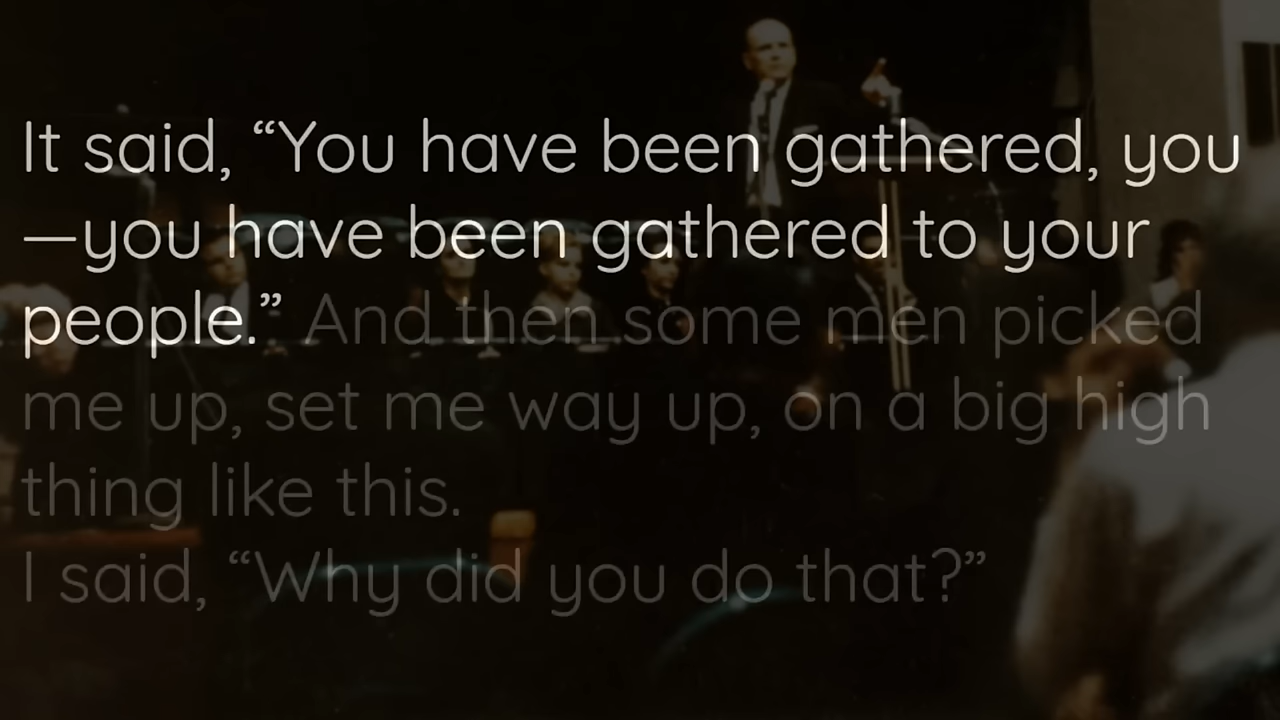 It said, “You have been gathered, you
—you have been gathered to your
people.” And then some men picked
me up, set me way up, on a big high
thing like this.
I said, “Why did you do that?”